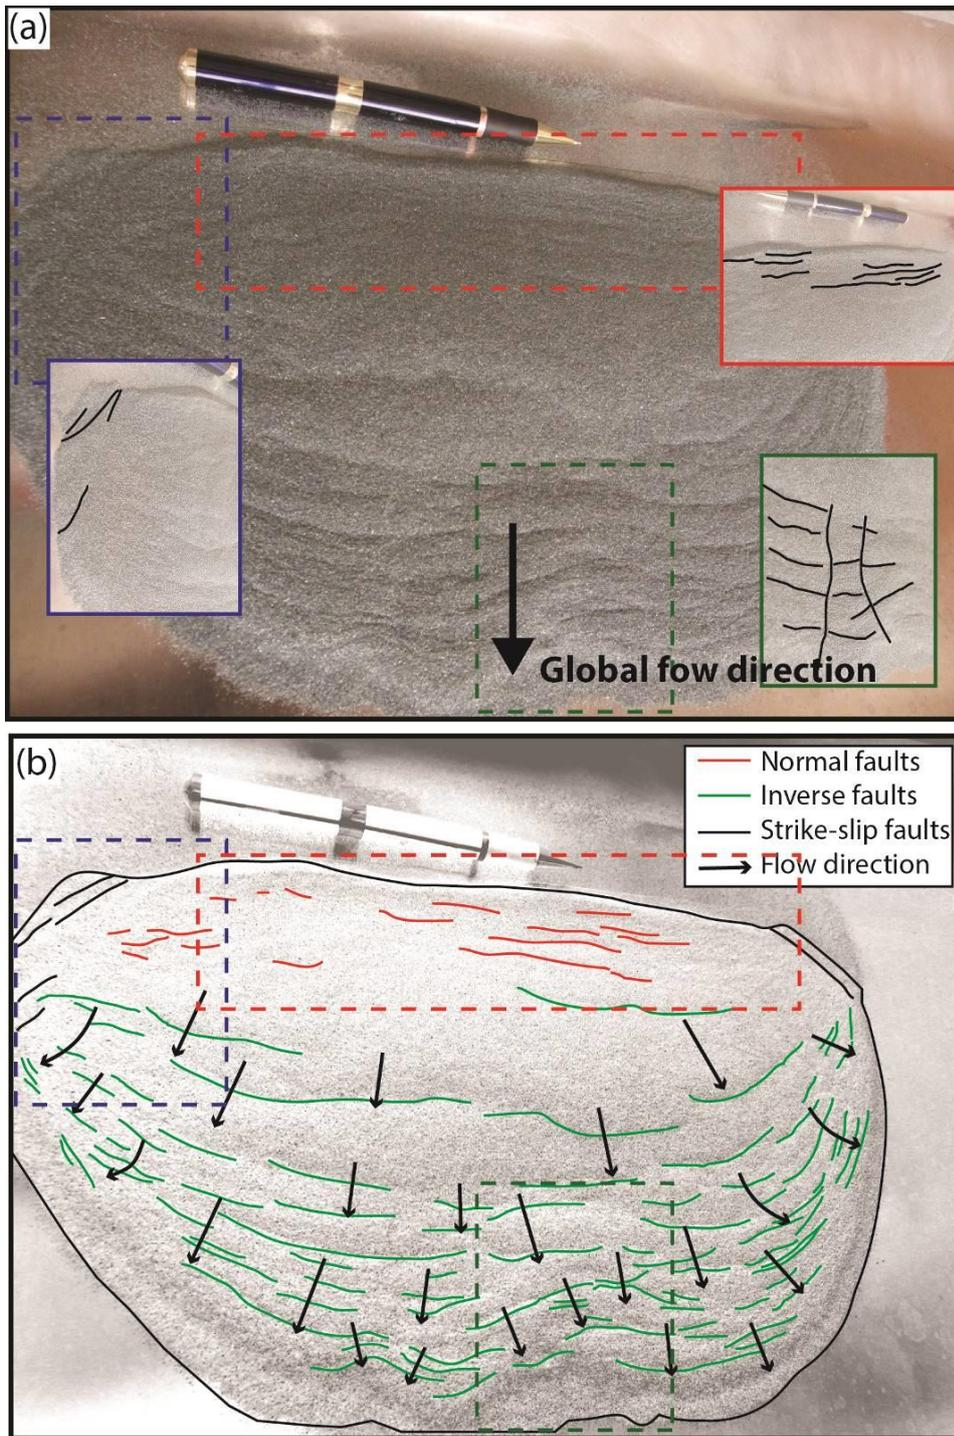 (a)
Global fow direction
(b)
Normal faults
Inverse faults
Strike-slip faults
Flow direction